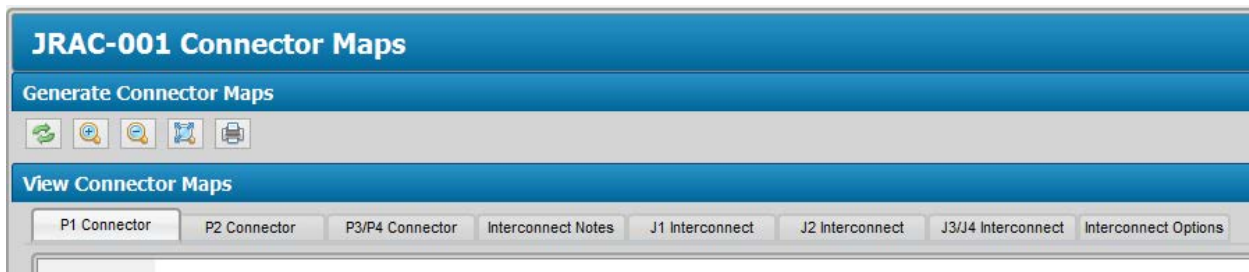 JRAC-001 Connector Maps
Generate Connector Maps
View Connector Maps
P1 Connector P2 Connector P3/P4 Connector Interconnect Notes J1 Interconnect J2 Interconnect J3/J4 Interconnect Interconnect Options